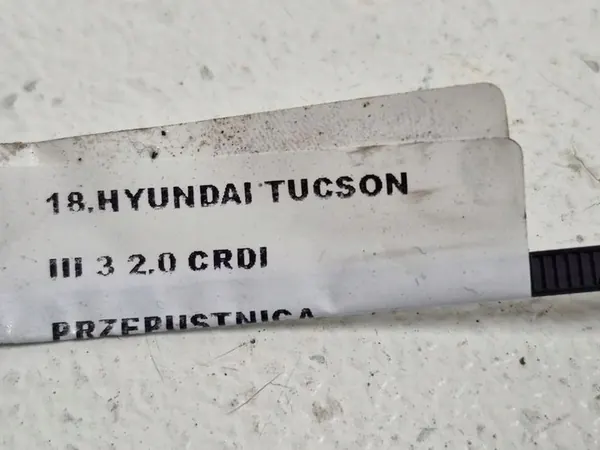 18.HYUNDAI TUCSON
III 3 2.0 CRDI
PRZEPUSTNICA